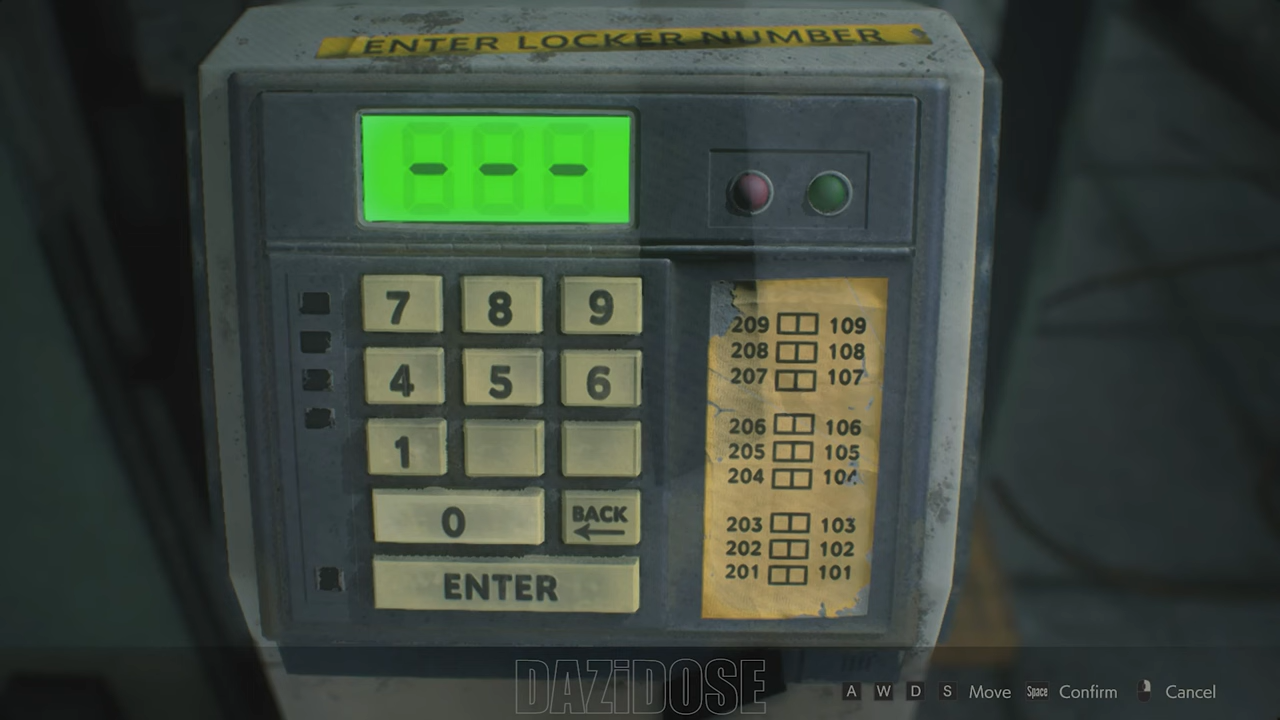 ENTER LOCKER NUMBER
7 8 9
4 5 6
1
0 BACK
ENTER
209 109
208 108
207 107
206 106
205 105
204 104
203 103
202 102
201 101
DAZiDOSE
A W D S Move Space Confirm Cancel